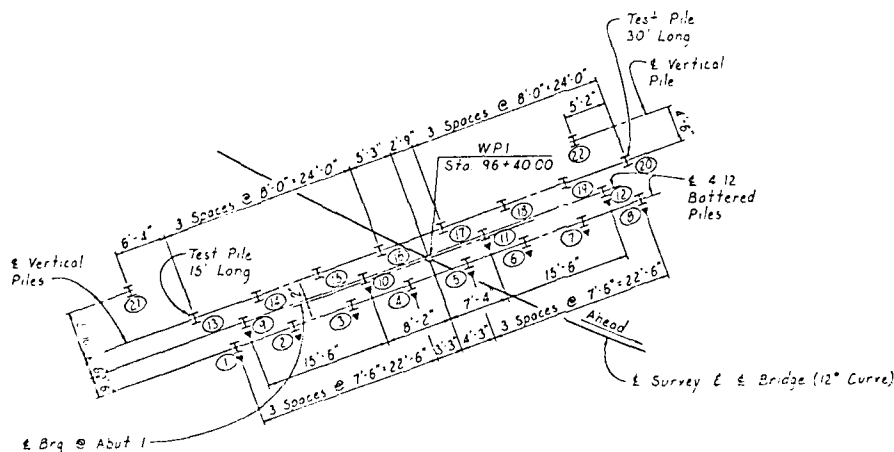 Test Pile
30' Long
℄ Vertical
Pile
3 Spaces @ 8'-0"=24'-0"
5'-2"
4'-6"
5'-3"
2'-9"
WP1
Sta. 96+40.00
3 Spaces @ 8'-0"=24'-0"
6'-4"
22
20
19
12
℄ 4:12
Battered
Piles
18
8
17
11
7
16
6
Test Pile
15' Long
℄ Vertical
Piles
21
15
10
5
14
4
15'-6"
2'
13
9
3
7'-4"
2
8'-2"
3 Spaces @ 7'-6"=22'-6"
Ahead
1
15'-6"
4'-3"
3'-3"
3 Spaces @ 7'-6"=22'-6"
℄ Survey & ℄ Bridge (12° Curve)
℄ Brg @ Abut 1